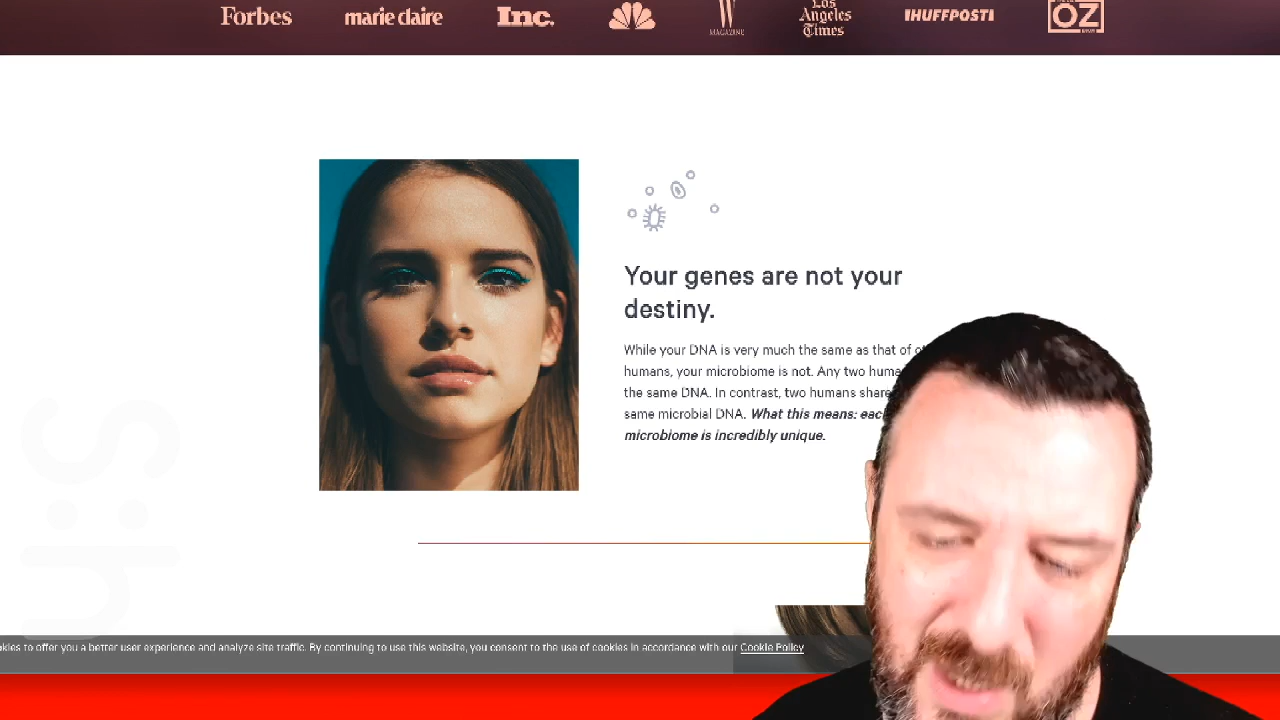 Forbes marie claire Inc. W MAGAZINE Los Angeles Times IHUFFPOSTI OZ
Your genes are not your
destiny.
While your DNA is very much the same as that of
humans, your microbiome is not. Any two
the same DNA. In contrast, two humans share
same microbial DNA. What this means:
microbiome is incredibly unique.
to offer you a better user experience and analyze site traffic. By continuing to use this website, you consent to the use of cookies in accordance with our Cookie Policy